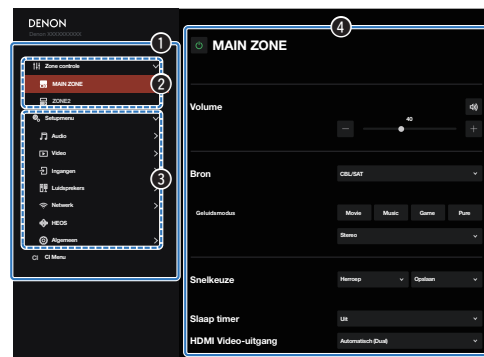 DENON
Denon XXXXXXXXXX
1
Zone controle
2
MAIN ZONE
ZONE2
Setupmenu
Audio
Video
Ingangen
3
Luidsprekers
Netwerk
HEOS
Algemeen
CI CI Menu
4
MAIN ZONE
Volume
40
Bron
CBL/SAT
Geluidsmodus
Movie Music Game Pure
Stereo
Snelkeuze
Herroep Opslaan
Slaap timer
Uit
HDMI Video-uitgang
Automatisch (Dual)